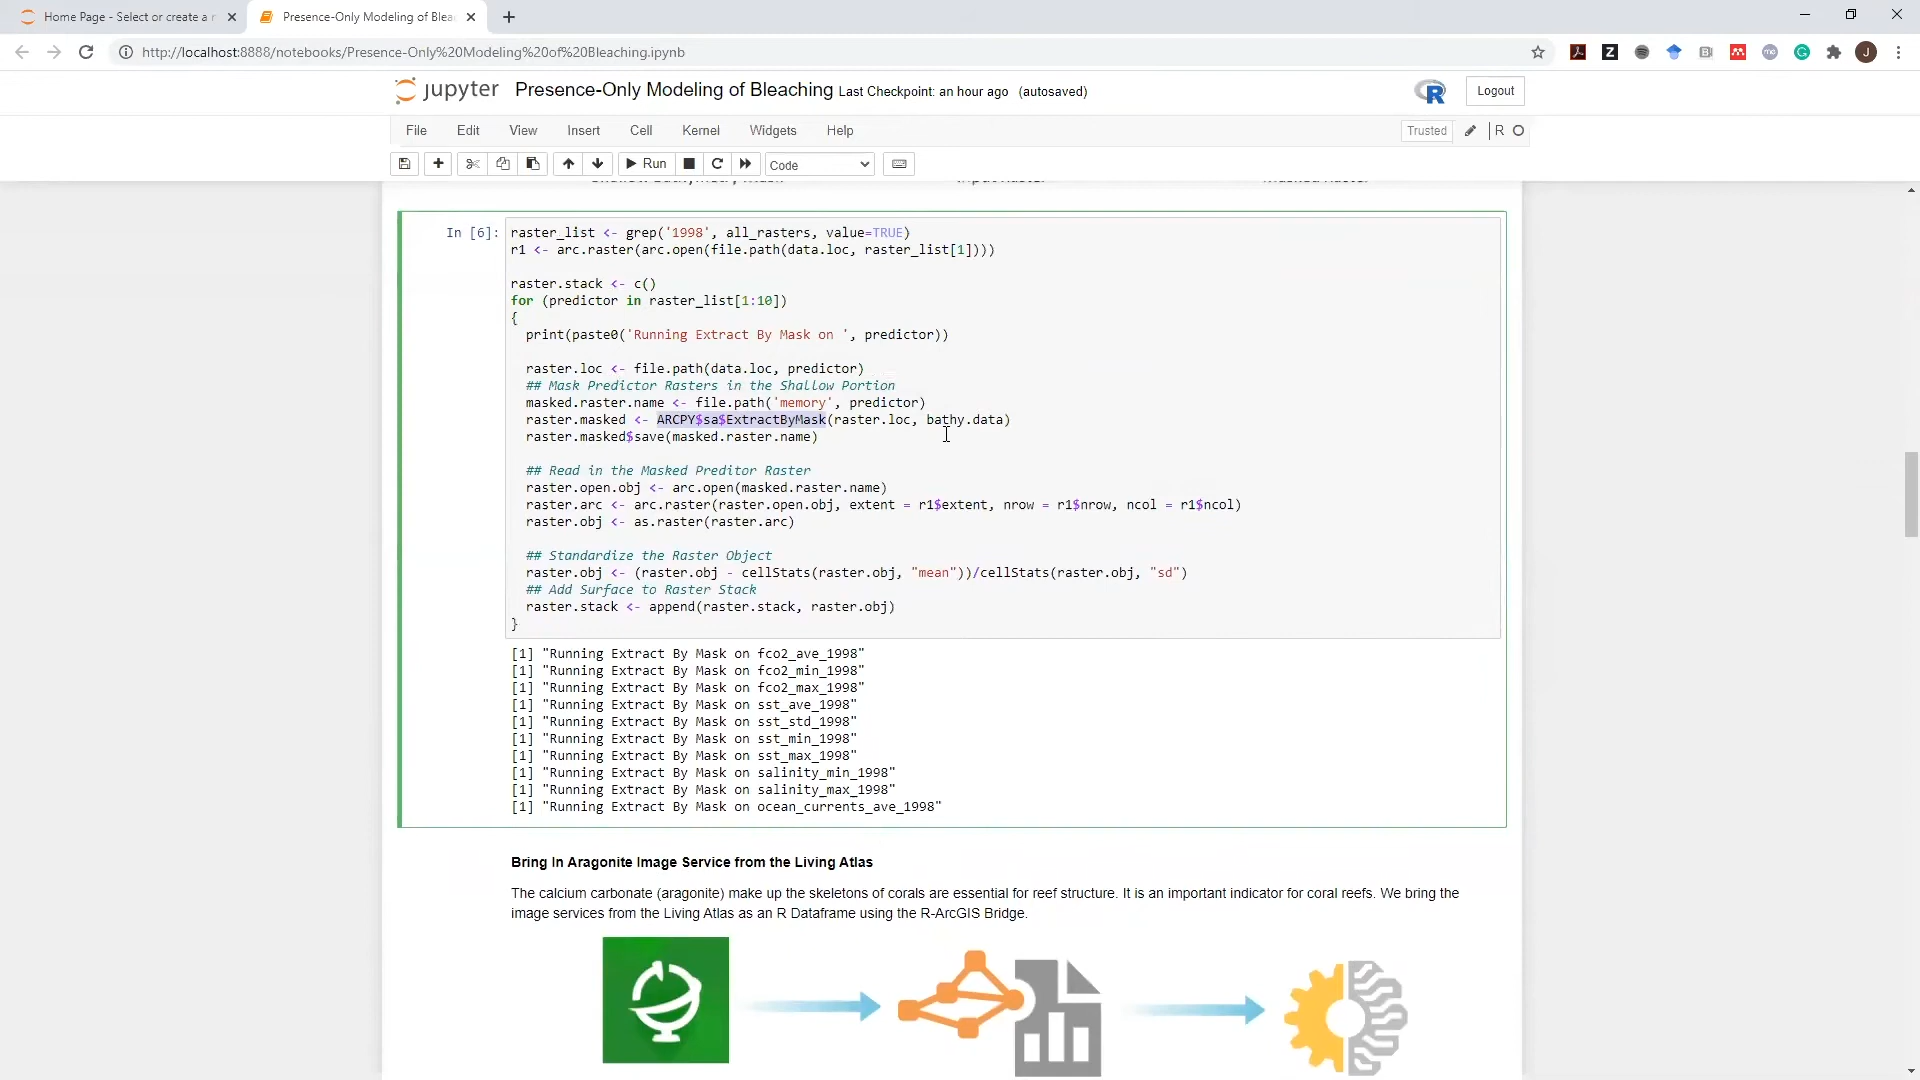 Home Page - Select or create a n
Presence-Only Modeling of Blea
http://localhost:8888/notebooks/Presence-Only%20Modeling%20of%20Bleaching.ipynb
jupyter Presence-Only Modeling of Bleaching Last Checkpoint: an hour ago (autosaved)
R
Logout
File Edit View Insert Cell Kernel Widgets Help
Trusted R
Run
Code
In [6]:
raster_list <- grep('1998', all_rasters, value=TRUE)
r1 <- arc.raster(arc.open(file.path(data.loc, raster_list[1])))
raster.stack <- c()
for (predictor in raster_list[1:10])
{
print(paste0('Running Extract By Mask on ', predictor))
raster.loc <- file.path(data.loc, predictor)
## Mask Predictor Rasters in the Shallow Portion
masked.raster.name <- file.path('memory', predictor)
raster.masked <- ARCPY$sa$ExtractByMask(raster.loc, bathy.data)
raster.masked$save(masked.raster.name)
## Read in the Masked Preditor Raster
raster.open.obj <- arc.open(masked.raster.name)
raster.arc <- arc.raster(raster.open.obj, extent = r1$extent, nrow = r1$nrow, ncol = r1$ncol)
raster.obj <- as.raster(raster.arc)
## Standardize the Raster Object
raster.obj <- (raster.obj - cellStats(raster.obj, "mean"))/cellStats(raster.obj, "sd")
## Add Surface to Raster Stack
raster.stack <- append(raster.stack, raster.obj)
}
[1] "Running Extract By Mask on fco2_ave_1998"
[1] "Running Extract By Mask on fco2_min_1998"
[1] "Running Extract By Mask on fco2_max_1998"
[1] "Running Extract By Mask on sst_ave_1998"
[1] "Running Extract By Mask on sst_std_1998"
[1] "Running Extract By Mask on sst_min_1998"
[1] "Running Extract By Mask on sst_max_1998"
[1] "Running Extract By Mask on salinity_min_1998"
[1] "Running Extract By Mask on salinity_max_1998"
[1] "Running Extract By Mask on ocean_currents_ave_1998"
Bring In Aragonite Image Service from the Living Atlas
The calcium carbonate (aragonite) make up the skeletons of corals are essential for reef structure. It is an important indicator for coral reefs. We bring the
image services from the Living Atlas as an R Dataframe using the R-ArcGIS Bridge.